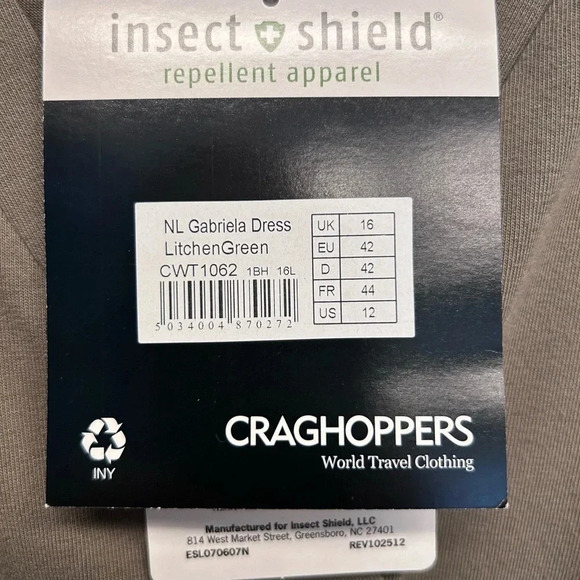 insect shield®
repellent apparel
NL Gabriela Dress
LitchenGreen
CWT1062 1BH 16L
5 034004 870272
UK 16
EU 42
D 42
FR 44
US 12
CRAGHOPPERS
World Travel Clothing
INY
Manufactured for Insect Shield, LLC
814 West Market Street, Greensboro, NC 27401
ESL070607N REV102512